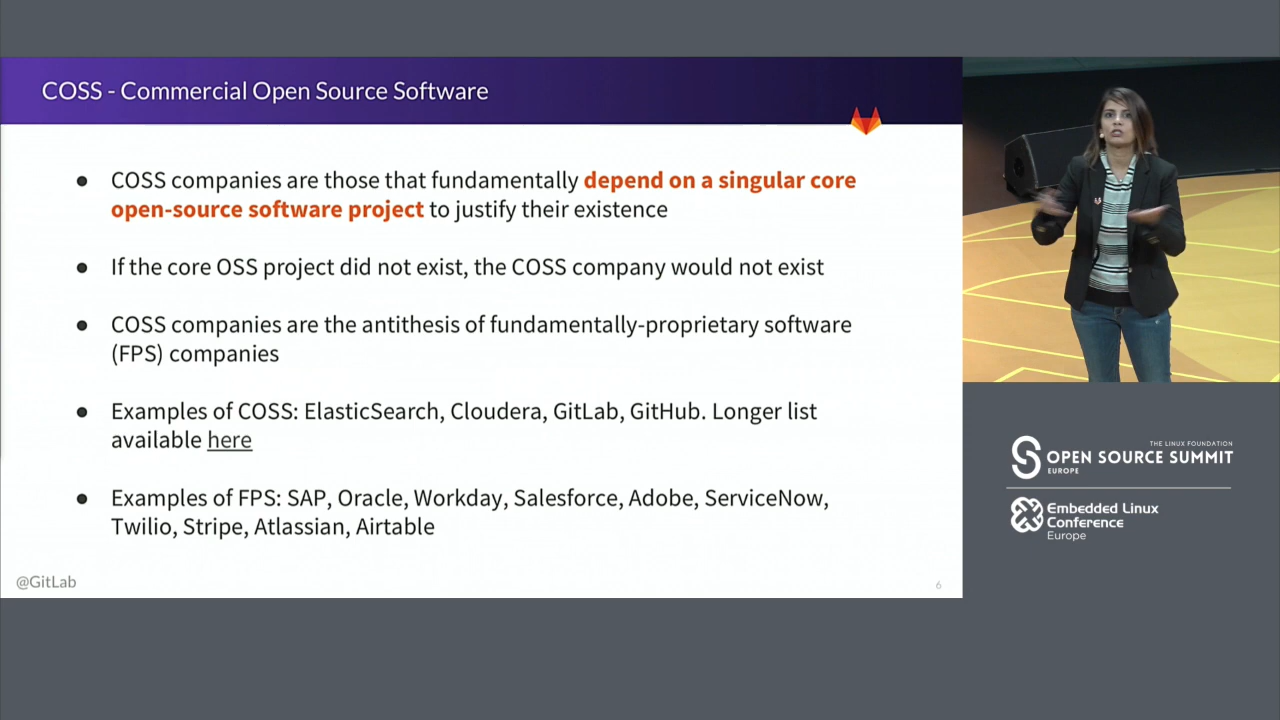 COSS - Commercial Open Source Software
● COSS companies are those that fundamentally depend on a singular core
open-source software project to justify their existence
● If the core OSS project did not exist, the COSS company would not exist
● COSS companies are the antithesis of fundamentally-proprietary software
(FPS) companies
● Examples of COSS: ElasticSearch, Cloudera, GitLab, GitHub. Longer list
available here
● Examples of FPS: SAP, Oracle, Workday, Salesforce, Adobe, ServiceNow,
Twilio, Stripe, Atlassian, Airtable
@GitLab
6
THE LINUX FOUNDATION
OPEN SOURCE SUMMIT
EUROPE
Embedded Linux
Conference
Europe